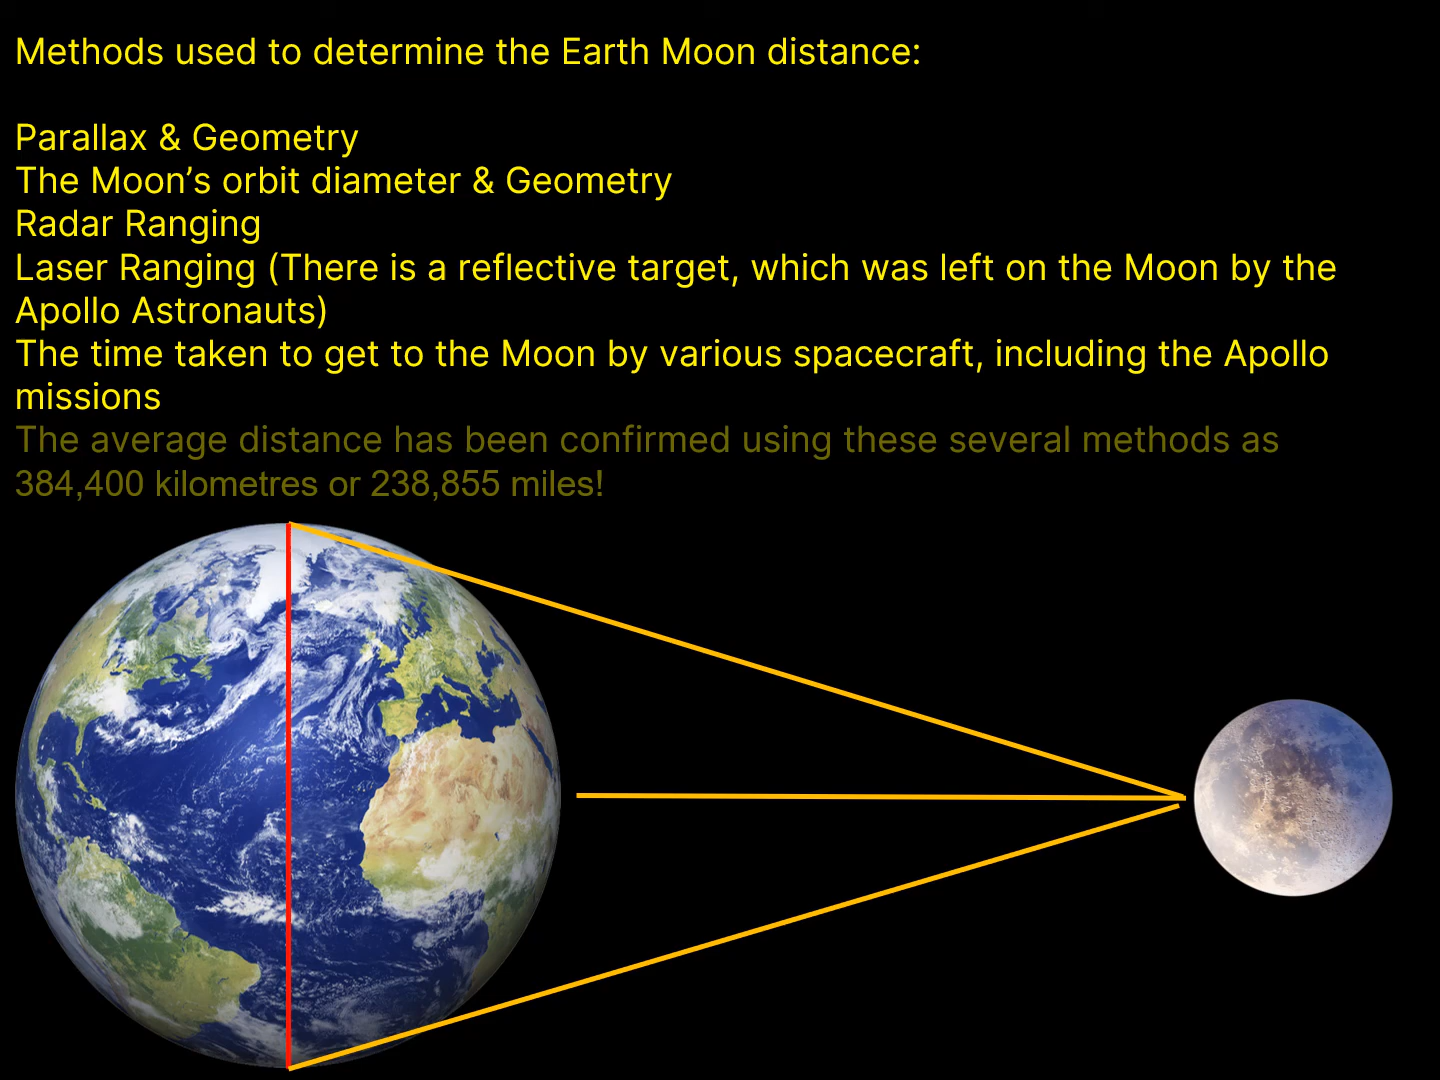 Methods used to determine the Earth Moon distance:
Parallax & Geometry
The Moon’s orbit diameter & Geometry
Radar Ranging
Laser Ranging (There is a reflective target, which was left on the Moon by the
Apollo Astronauts)
The time taken to get to the Moon by various spacecraft, including the Apollo
missions
The average distance has been confirmed using these several methods as
384,400 kilometres or 238,855 miles!